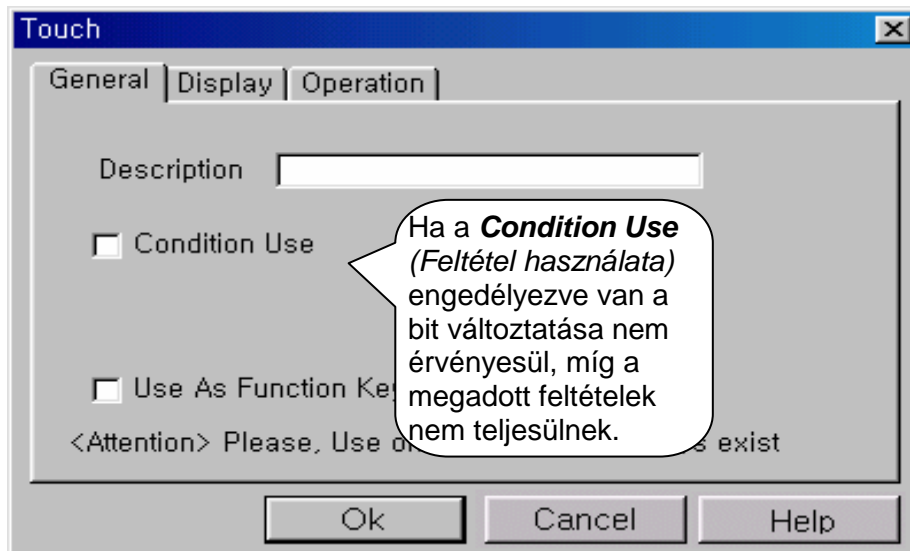 Touch
General Display Operation
Description
Condition Use
Ha a Condition Use
(Feltétel használata)
engedélyezve van a
bit változtatása nem
érvényesül, míg a
megadott feltételek
nem teljesülnek.
Use As Function
<Attention> Please, Use exist
Ok Cancel Help